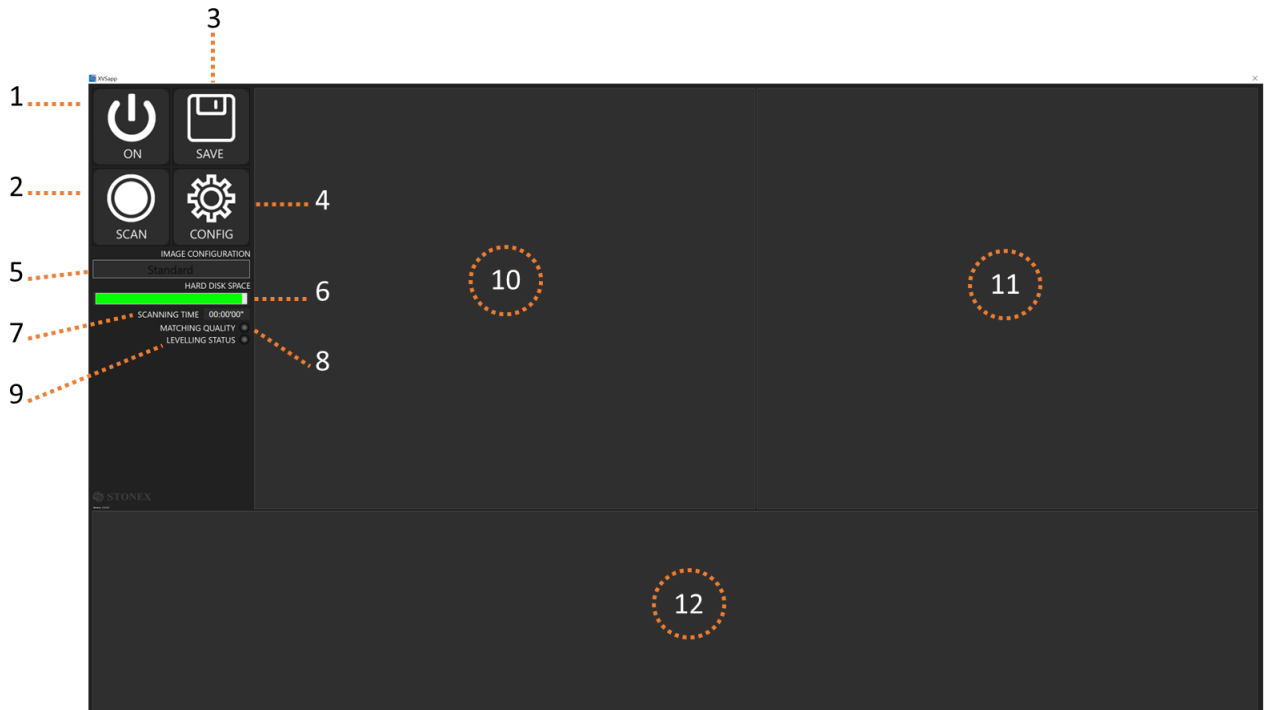 3
XVSapp
1
ON
SAVE
2
4
SCAN
CONFIG
IMAGE CONFIGURATION
5
Standard
10
11
HARD DISK SPACE
6
SCANNING TIME 00:00'00"
7
MATCHING QUALITY
LEVELLING STATUS
8
9
STONEX
12